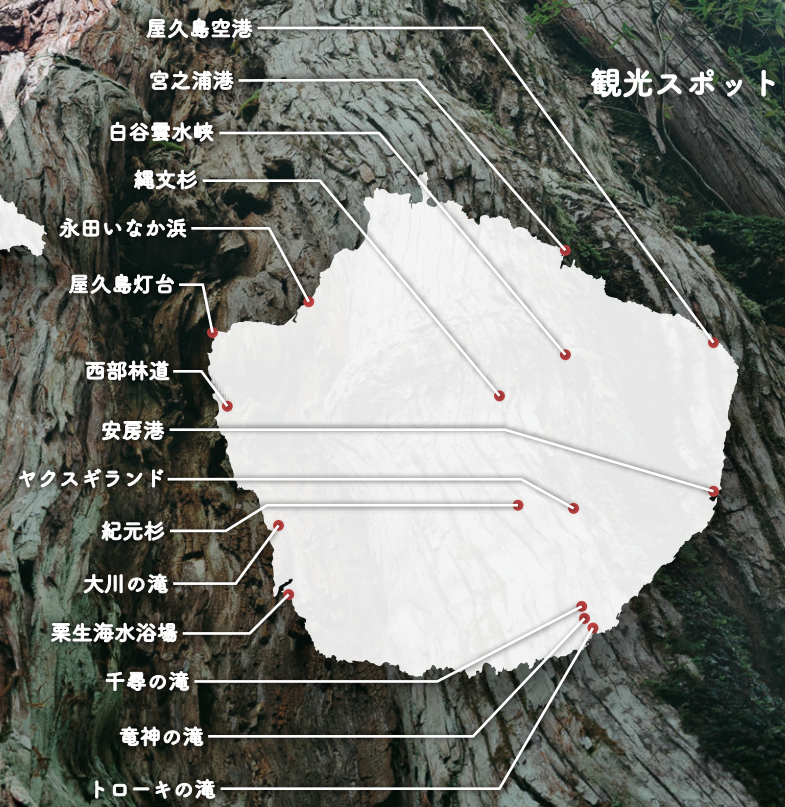 屋久島空港
宮之浦港
観光スポット
白谷雲水峡
縄文杉
永田いなか浜
屋久島灯台
西部林道
安房港
ヤクスギランド
紀元杉
大川の滝
栗生海水浴場
千尋の滝
竜神の滝
トローキの滝